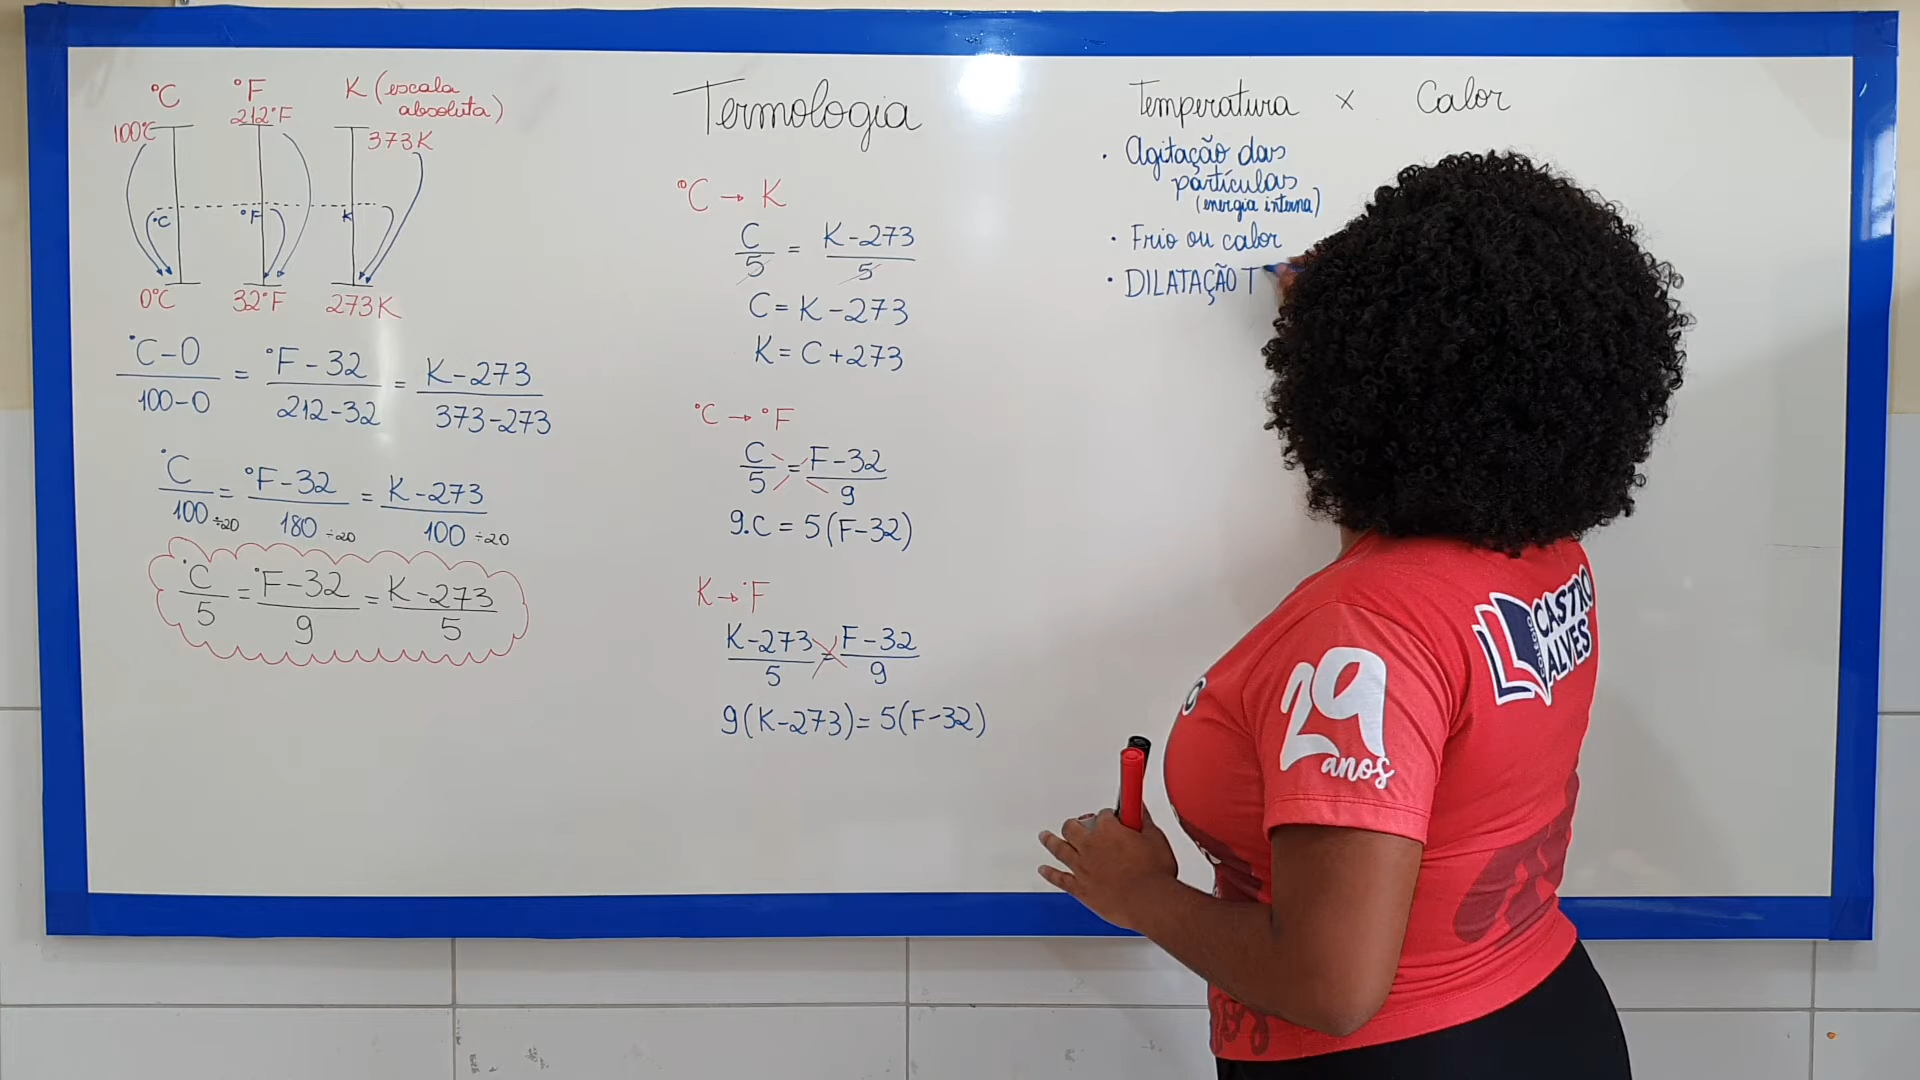 °C °F K (escala absoluta)
100°C 212°F 373K
°C °F K
0°C 32°F 273K
°C-0/100-0 = °F-32/212-32 = K-273/373-273
°C/100÷20 = °F-32/180÷20 = K-273/100÷20
°C/5 = °F-32/9 = K-273/5
Termologia
°C → K
C/5 = K-273/5
C = K-273
K = C+273
°C → °F
C/5 = F-32/9
9.C = 5(F-32)
K → °F
K-273/5 = F-32/9
9(K-273) = 5(F-32)
Temperatura x Calor
· Agitação das
partículas
(energia interna)
· Frio ou calor
· DILATAÇÃO T
COLÉGIO
CASTRO
ALVES
29
anos